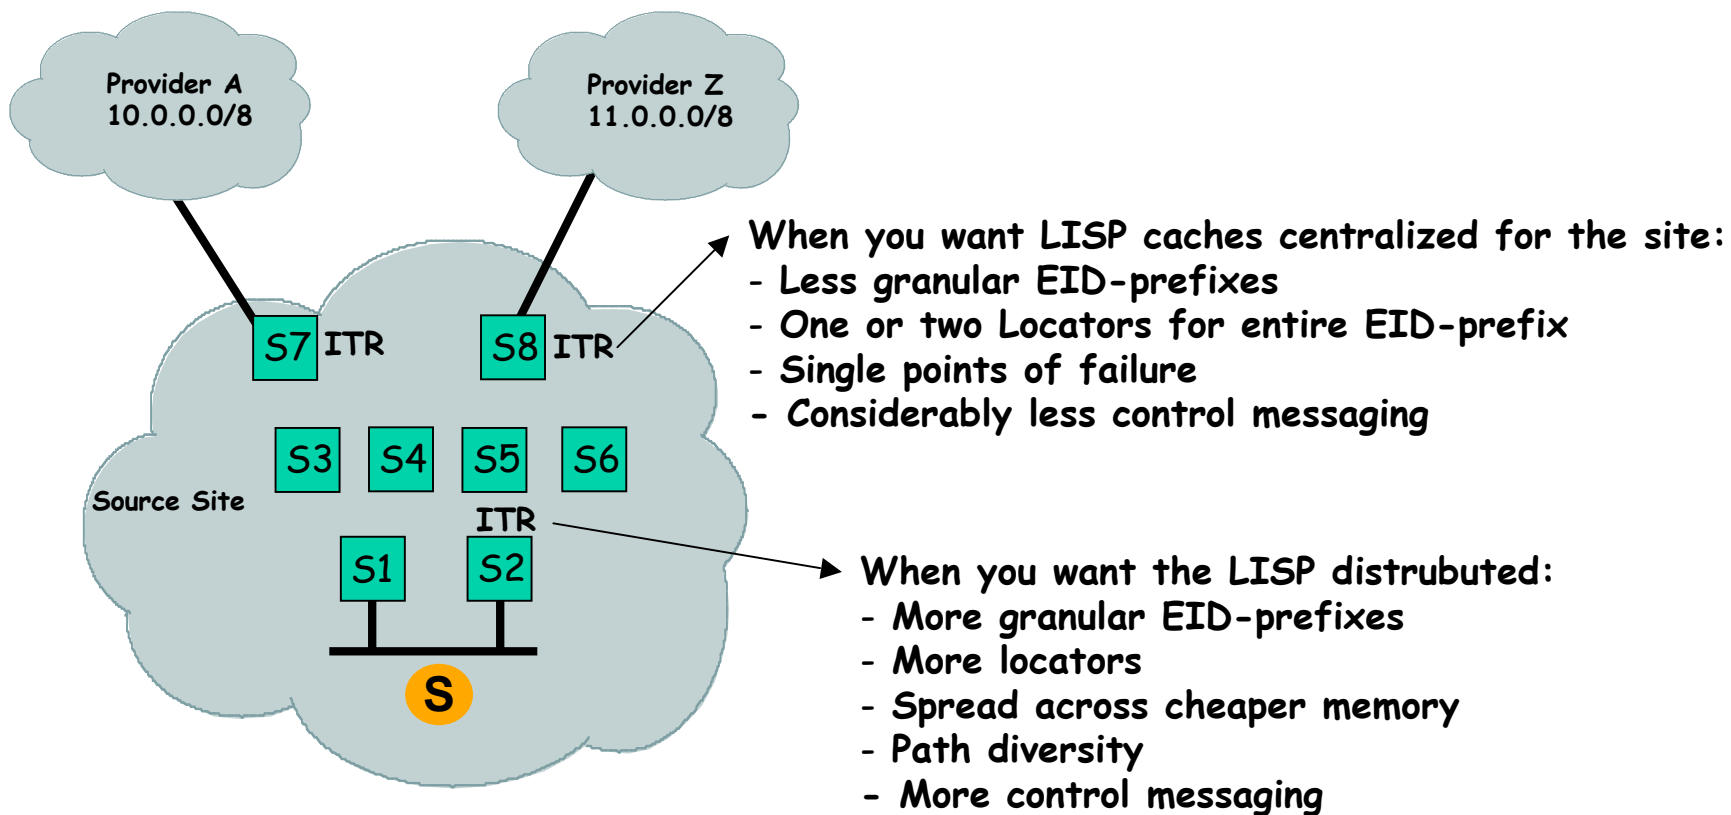 Provider A
10.0.0.0/8
Provider Z
11.0.0.0/8
When you want LISP caches centralized for the site:
- Less granular EID-prefixes
- One or two Locators for entire EID-prefix
- Single points of failure
- Considerably less control messaging
S7 ITR
S8 ITR
S3 S4 S5 S6
Source Site
ITR
S1 S2
S
When you want the LISP distrubuted:
- More granular EID-prefixes
- More locators
- Spread across cheaper memory
- Path diversity
- More control messaging